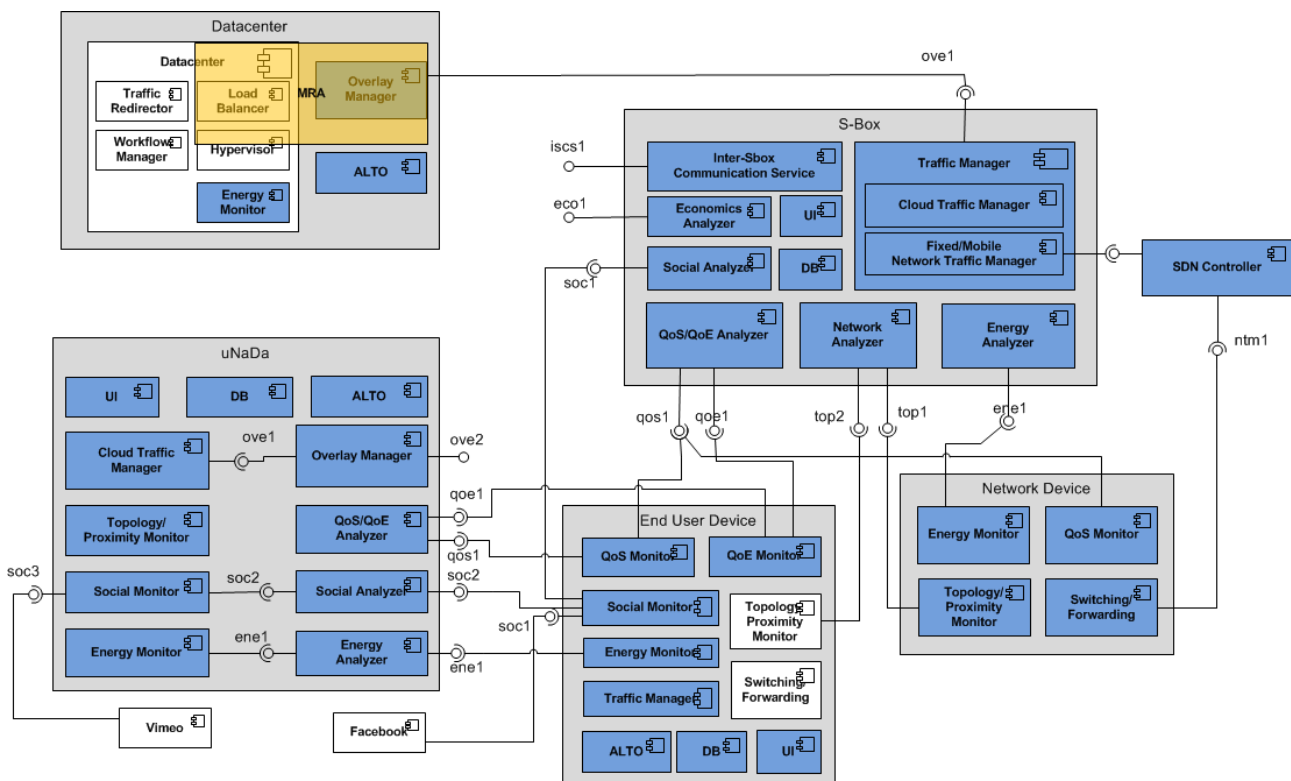 Datacenter
Datacenter
Traffic
Redirector
Load
Balancer
MRA
Overlay
Manager
Workflow
Manager
Hypervisor
ALTO
Energy
Monitor
ove1
S-Box
iscs1
Inter-Sbox
Communication Service
Traffic Manager
eco1
Economics
Analyzer
UI
Cloud Traffic Manager
Fixed/Mobile
Network Traffic Manager
soc1
Social Analyzer
DB
SDN Controller
QoS/QoE Analyzer
Network
Analyzer
Energy
Analyzer
ntm1
uNaDa
UI
DB
ALTO
qos1
qoe1
top2
top1
ene1
Cloud Traffic
Manager
ove1
Overlay Manager
ove2
Topology/
Proximity Monitor
QoS/QoE
Analyzer
qoe1
qos1
soc3
Social Monitor
soc2
Social Analyzer
soc2
Energy Monitor
ene1
Energy
Analyzer
ene1
soc1
Vimeo
Facebook
End User Device
QoS Monitor
QoE Monitor
Social Monitor
Topology/
Proximity
Monitor
Energy Monitor
Traffic Manager
Switching/
Forwarding
ALTO
DB
UI
Network Device
Energy Monitor
QoS Monitor
Topology/
Proximity
Monitor
Switching/
Forwarding